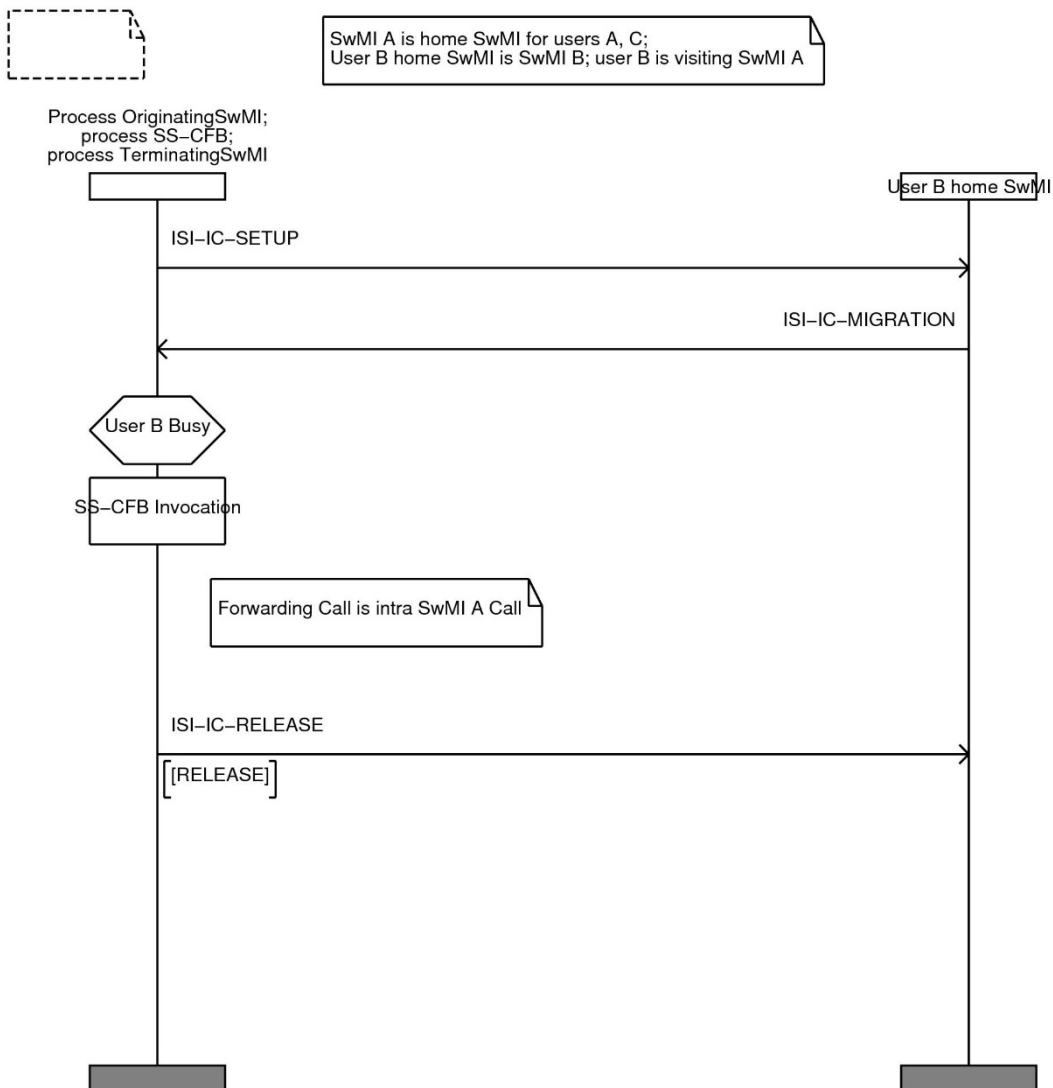 SwMI A is home SwMI for users A, C;
User B home SwMI is SwMI B; user B is visiting SwMI A
Process OriginatingSwMI;
process SS−CFB;
process TerminatingSwMI
User B home SwMI
ISI−IC−SETUP
ISI−IC−MIGRATION
User B Busy
SS−CFB Invocation
Forwarding Call is intra SwMI A Call
ISI−IC−RELEASE
[RELEASE]